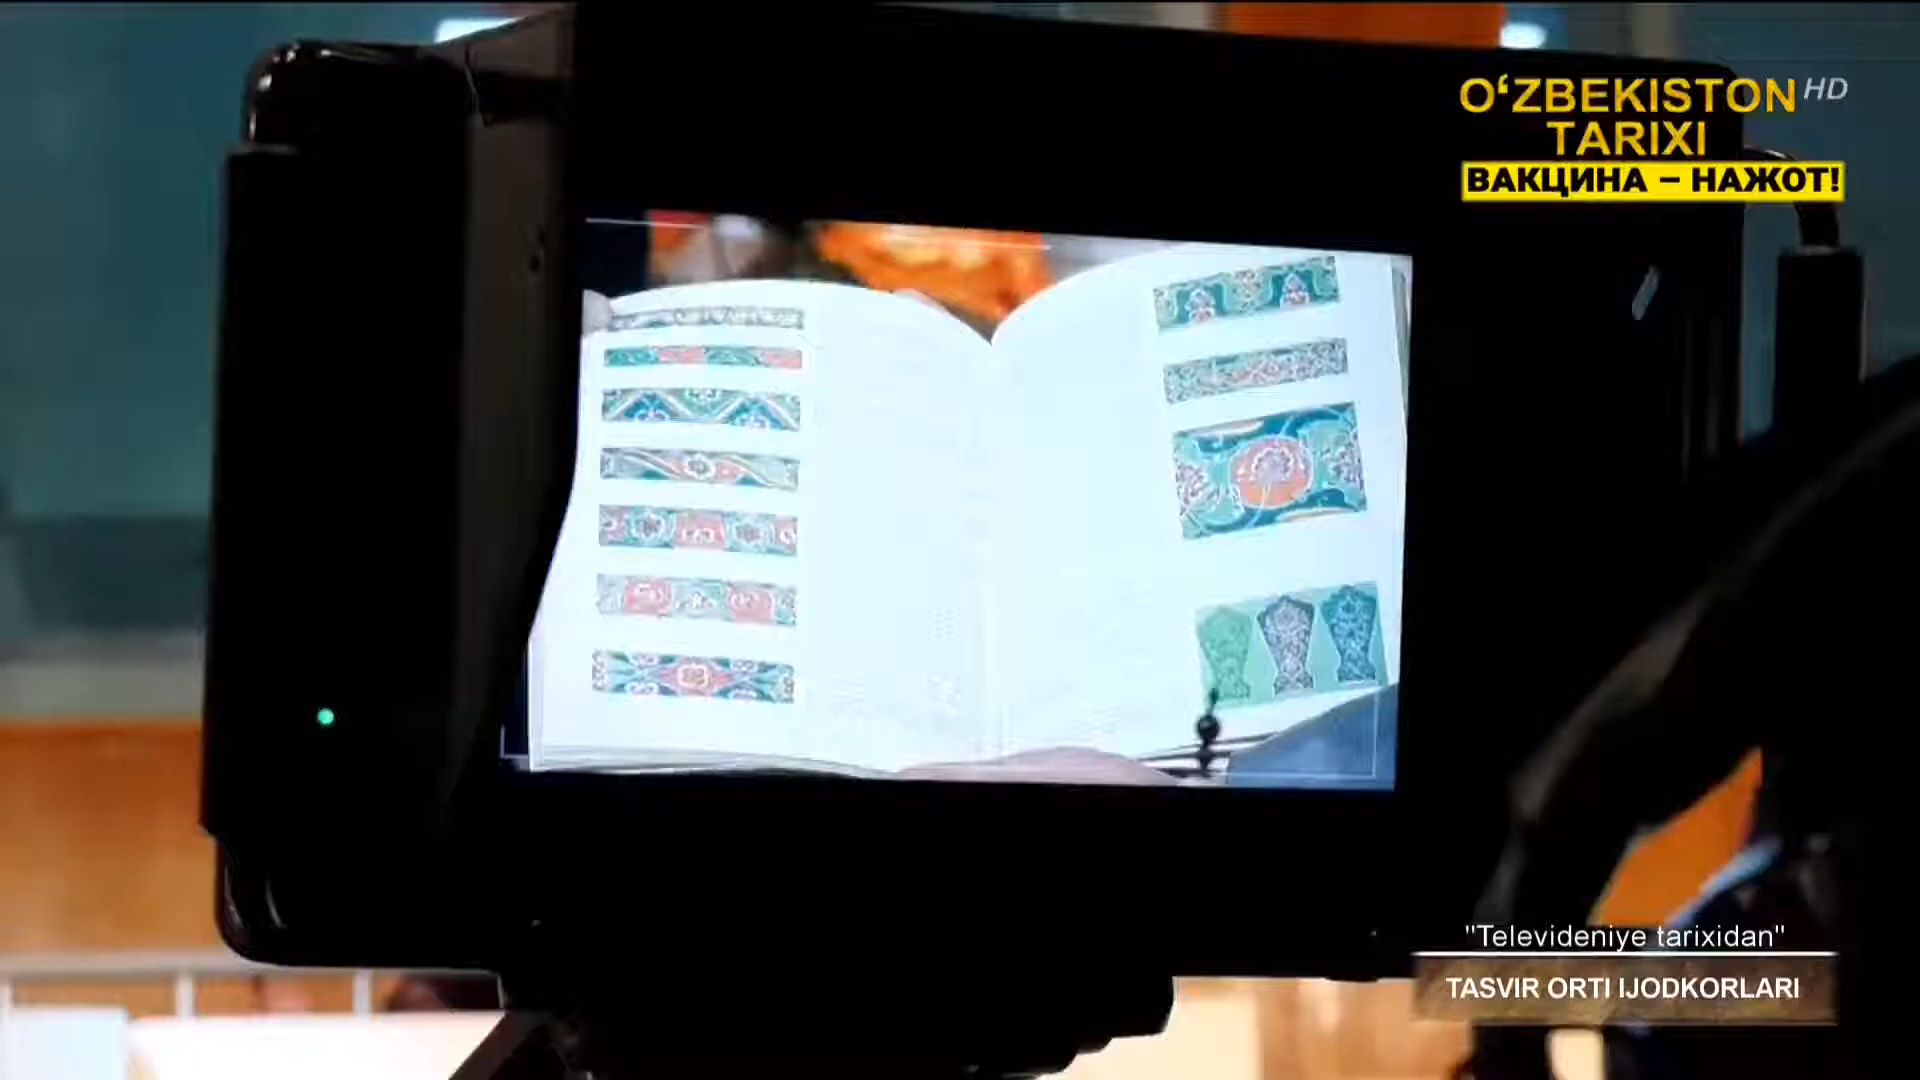 O‘ZBEKISTON HD
TARIXI
ВАКЦИНА – НАЖОТ!
"Televideniye tarixidan"
TASVIR ORTI IJODKORLARI